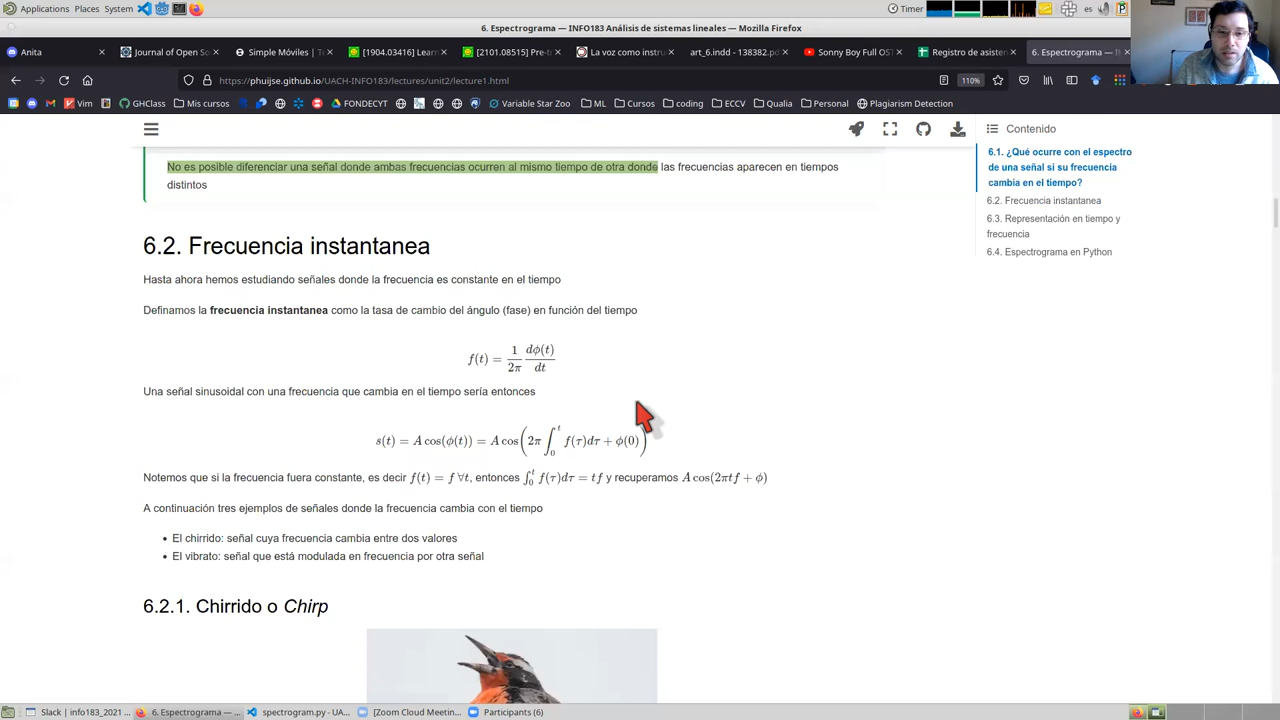 Applications Places System
Timer
es
6. Espectrograma — INFO183 Análisis de sistemas lineales — Mozilla Firefox
Anita
Journal of Open So
Simple Móviles | T
[1904.03416] Learn
[2101.08515] Pre-t
La voz como instru
art_6.indd - 138382.pd
Sonny Boy Full OST
Registro de asisten
6. Espectrograma — I
https://phuijse.github.io/UACH-INFO183/lectures/unit2/lecture1.html
110%
Vim
GHClass
Mis cursos
FONDECYT
Variable Star Zoo
ML
Cursos
coding
ECCV
Qualia
Personal
Plagiarism Detection
Contenido
6.1. ¿Qué ocurre con el espectro
de una señal si su frecuencia
cambia en el tiempo?
6.2. Frecuencia instantanea
6.3. Representación en tiempo y
frecuencia
6.4. Espectrograma en Python
No es posible diferenciar una señal donde ambas frecuencias ocurren al mismo tiempo de otra donde las frecuencias aparecen en tiempos
distintos
6.2. Frecuencia instantanea
Hasta ahora hemos estudiando señales donde la frecuencia es constante en el tiempo
Definamos la frecuencia instantanea como la tasa de cambio del ángulo (fase) en función del tiempo
f(t) = 1/2π dϕ(t)/dt
Una señal sinusoidal con una frecuencia que cambia en el tiempo sería entonces
s(t) = A cos(ϕ(t)) = A cos(2π ∫₀ᵗ f(τ)dτ + ϕ(0))
Notemos que si la frecuencia fuera constante, es decir f(t) = f ∀t, entonces ∫₀ᵗ f(τ)dτ = tf y recuperamos A cos(2πtf + ϕ)
A continuación tres ejemplos de señales donde la frecuencia cambia con el tiempo
• El chirrido: señal cuya frecuencia cambia entre dos valores
• El vibrato: señal que está modulada en frecuencia por otra señal
6.2.1. Chirrido o Chirp
Slack | info183_2021 ...
6. Espectrograma — ...
spectrogram.py - UA...
[Zoom Cloud Meetin...
Participants (6)